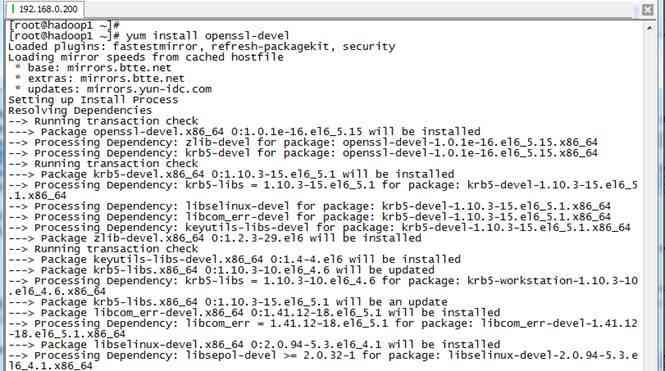 192.168.0.200
[root@hadoop1 ~]#
[root@hadoop1 ~]# yum install openssl-devel
Loaded plugins: fastestmirror, refresh-packagekit, security
Loading mirror speeds from cached hostfile
 * base: mirrors.btte.net
 * extras: mirrors.btte.net
 * updates: mirrors.yun-idc.com
Setting up Install Process
Resolving Dependencies
--> Running transaction check
---> Package openssl-devel.x86_64 0:1.0.1e-16.el6_5.15 will be installed
--> Processing Dependency: zlib-devel for package: openssl-devel-1.0.1e-16.el6_5.15.x86_64
--> Processing Dependency: krb5-devel for package: openssl-devel-1.0.1e-16.el6_5.15.x86_64
--> Running transaction check
---> Package krb5-devel.x86_64 0:1.10.3-15.el6_5.1 will be installed
--> Processing Dependency: krb5-libs = 1.10.3-15.el6_5.1 for package: krb5-devel-1.10.3-15.el6_5
.1.x86_64
--> Processing Dependency: libselinux-devel for package: krb5-devel-1.10.3-15.el6_5.1.x86_64
--> Processing Dependency: libcom_err-devel for package: krb5-devel-1.10.3-15.el6_5.1.x86_64
--> Processing Dependency: keyutils-libs-devel for package: krb5-devel-1.10.3-15.el6_5.1.x86_64
---> Package zlib-devel.x86_64 0:1.2.3-29.el6 will be installed
--> Running transaction check
---> Package keyutils-libs-devel.x86_64 0:1.4-4.el6 will be installed
---> Package krb5-libs.x86_64 0:1.10.3-10.el6_4.6 will be updated
--> Processing Dependency: krb5-libs = 1.10.3-10.el6_4.6 for package: krb5-workstation-1.10.3-10
.el6_4.6.x86_64
---> Package krb5-libs.x86_64 0:1.10.3-15.el6_5.1 will be an update
---> Package libcom_err-devel.x86_64 0:1.41.12-18.el6_5.1 will be installed
--> Processing Dependency: libcom_err = 1.41.12-18.el6_5.1 for package: libcom_err-devel-1.41.12
-18.el6_5.1.x86_64
---> Package libselinux-devel.x86_64 0:2.0.94-5.3.el6_4.1 will be installed
--> Processing Dependency: libsepol-devel >= 2.0.32-1 for package: libselinux-devel-2.0.94-5.3.e
l6_4.1.x86_64